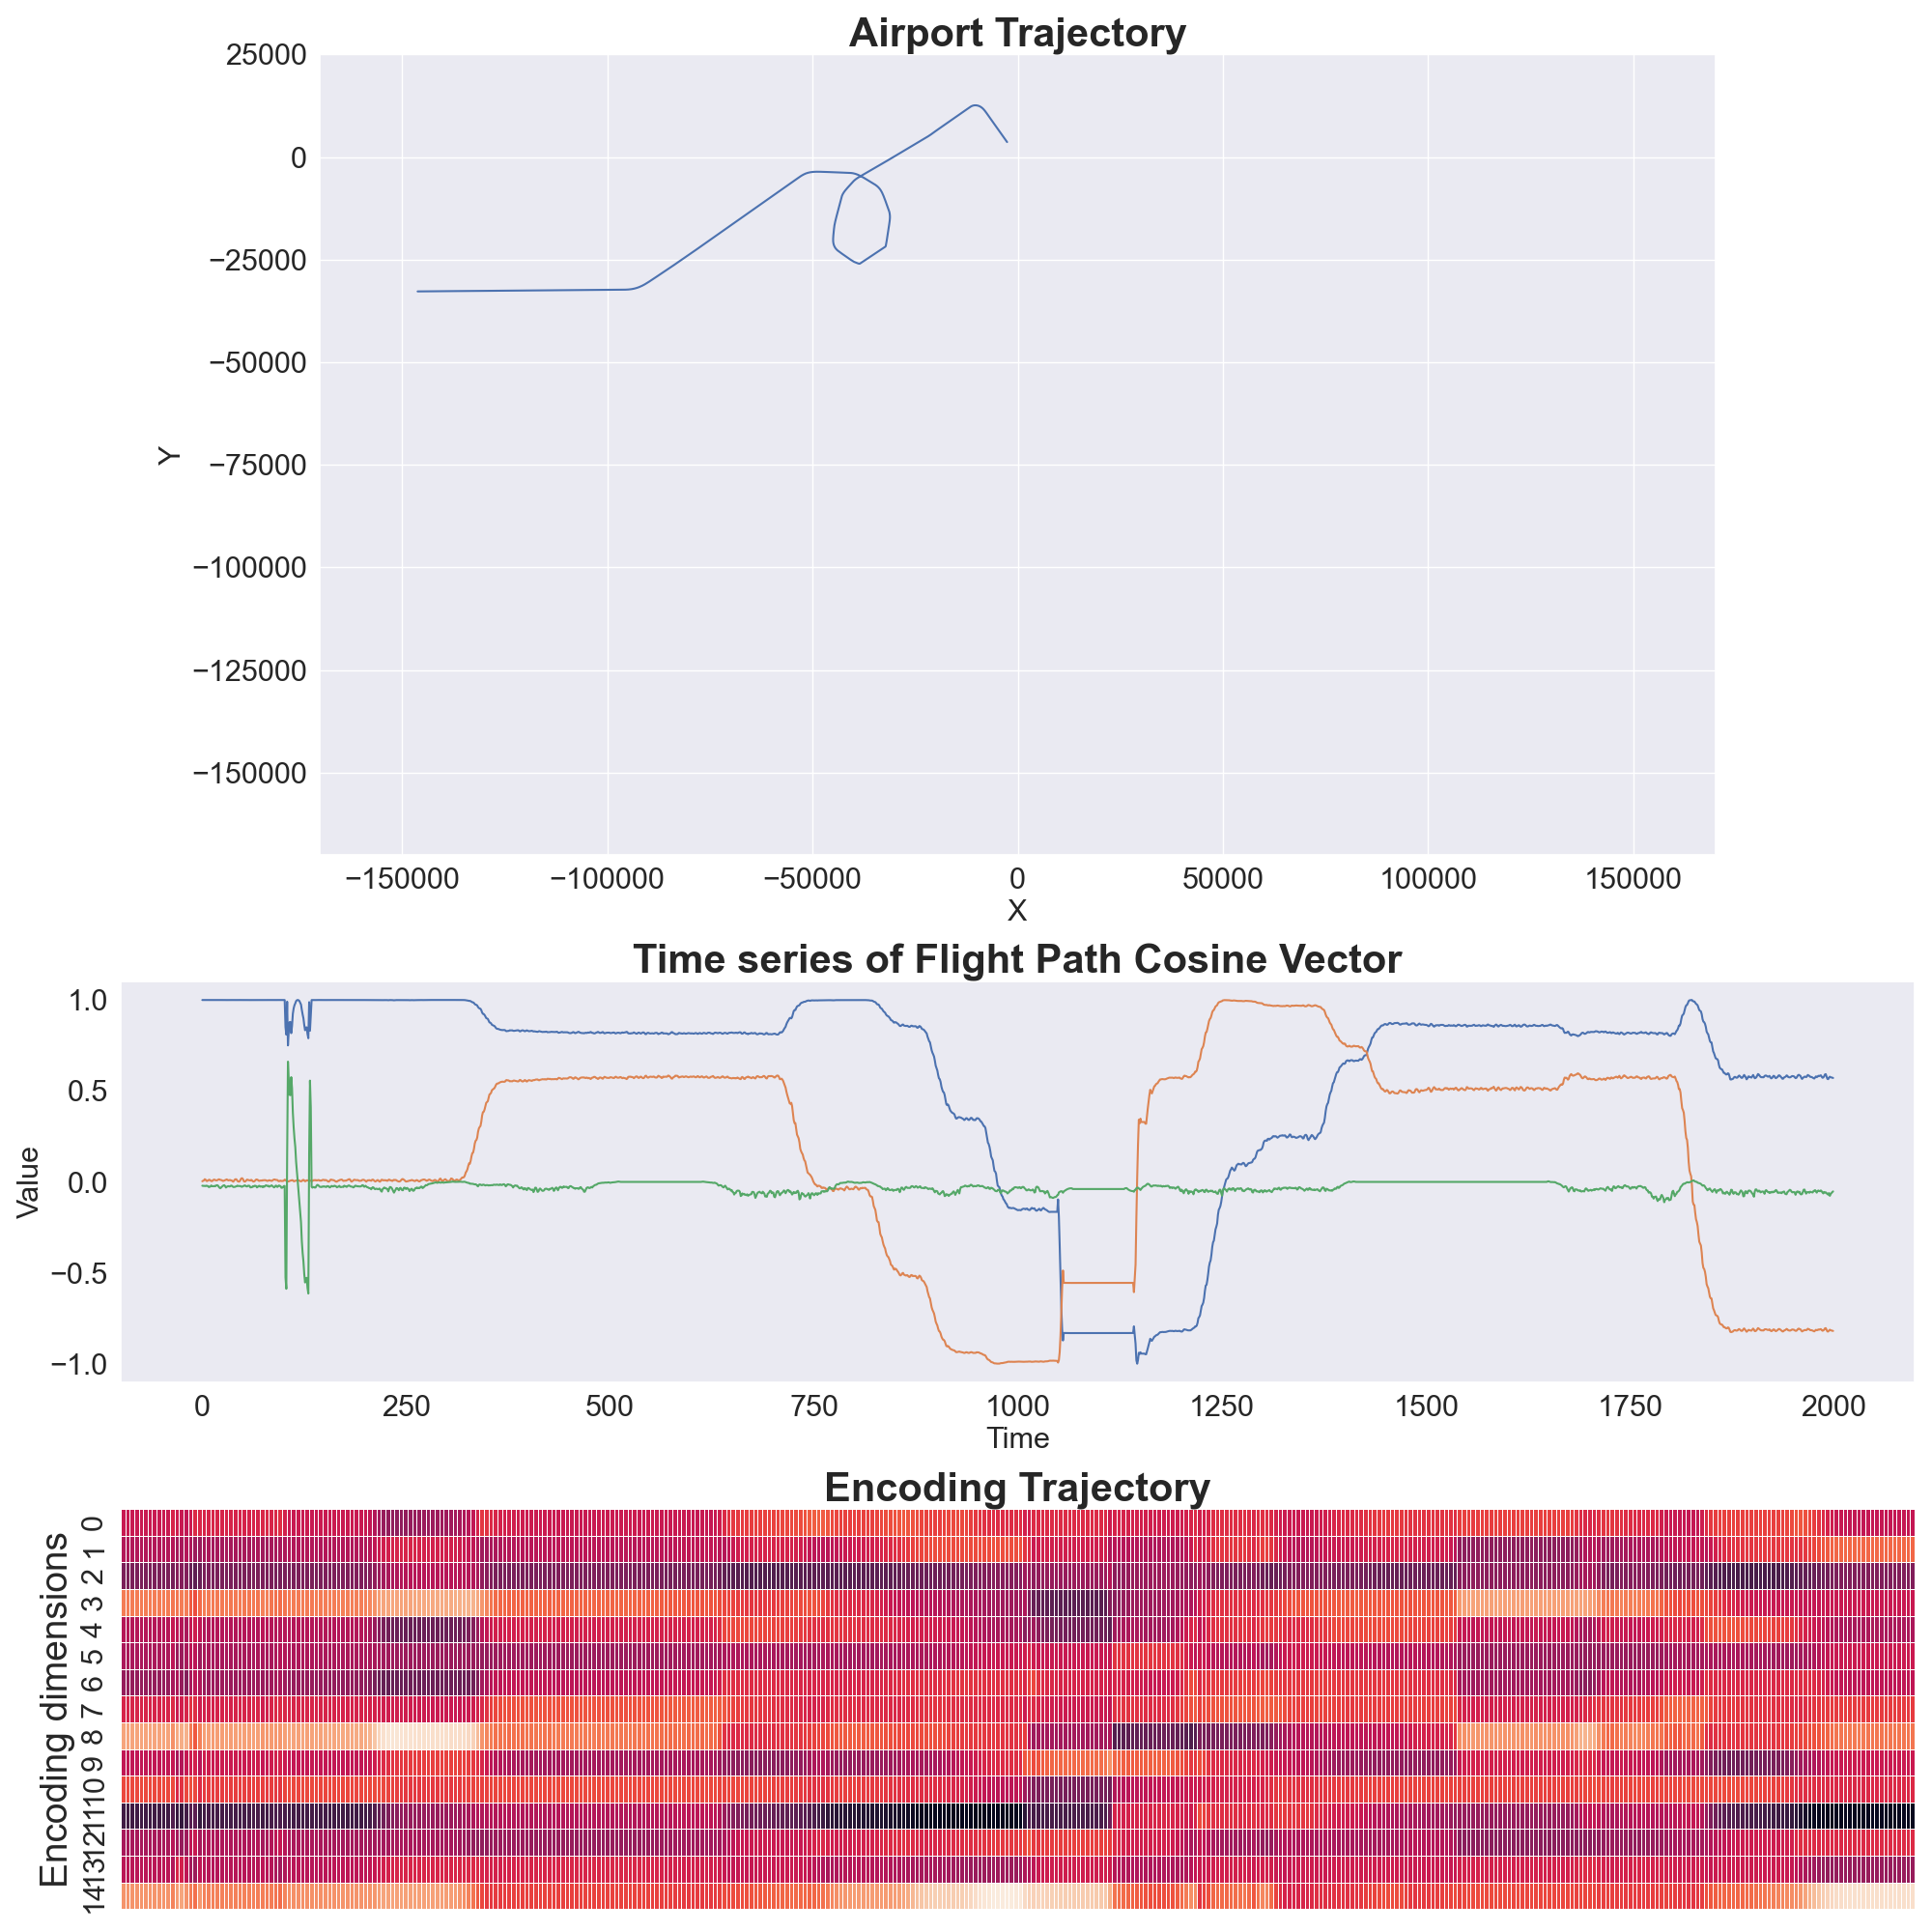 Airport Trajectory
25000
0
−25000
−50000
−75000
−100000
−125000
−150000
Y
−150000 −100000 −50000 0 50000 100000 150000
X
Time series of Flight Path Cosine Vector
1.0
0.5
0.0
−0.5
−1.0
Value
0 250 500 750 1000 1250 1500 1750 2000
Time
Encoding Trajectory
Encoding dimensions
0
1
2
3
4
5
6
7
8
9
10
11
12
13
14